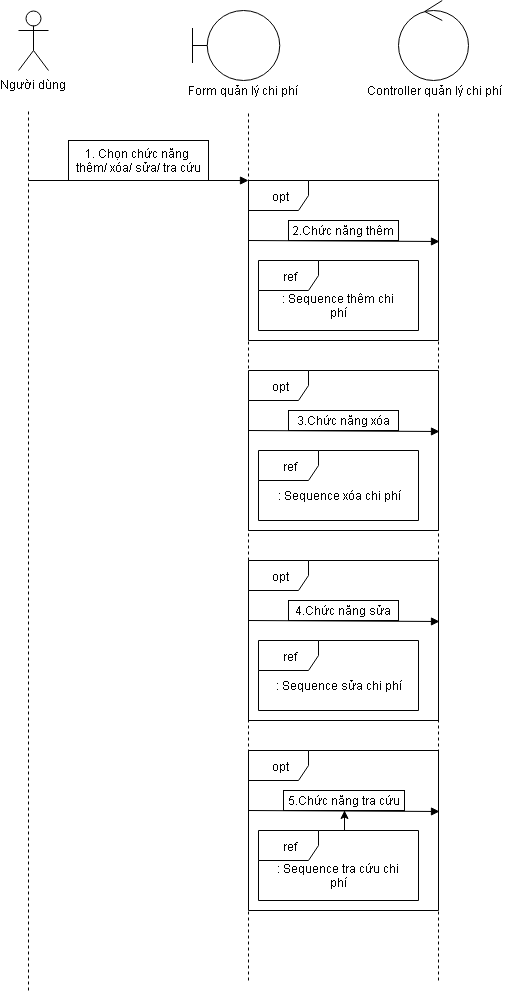 Người dùng
Form quản lý chi phí
Controller quản lý chi phí
1. Chọn chức năng
thêm/ xóa/ sửa/ tra cứu
opt
2.Chức năng thêm
ref
: Sequence thêm chi
phí
opt
3.Chức năng xóa
ref
: Sequence xóa chi phí
opt
4.Chức năng sửa
ref
: Sequence sửa chi phí
opt
5.Chức năng tra cứu
ref
: Sequence tra cứu chi
phí